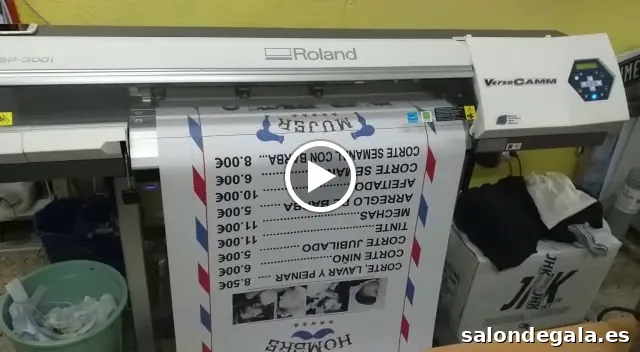 SP-300i
Roland
VersaCAMM
HOMBRE
CORTE, LAVAR Y PEINAR ........ 8.50€
CORTE NIÑO ........ 6.00€
CORTE JUBILADO ........ 5.00€
TINTE ........ 11.00€
MECHAS ........ 11.00€
ARREGLO DE BARBA ........ 5.00€
AFEITADO ........ 10.00€
CORTE SEMANAL ........ 6.00€
CORTE SEMANAL CON BARBA... 8.00€
MUJER
salondegala.es